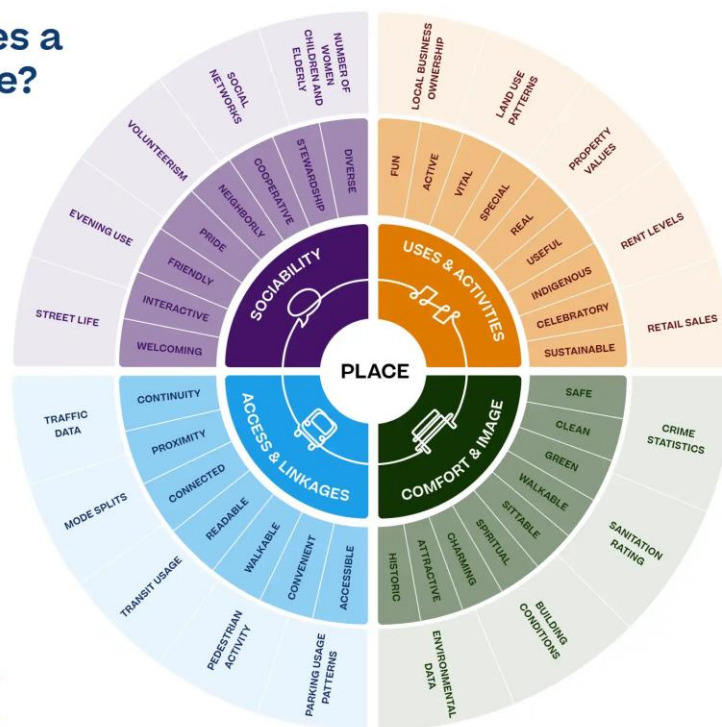 es a
e?
NUMBER OF
WOMEN
CHILDREN AND
ELDERLY
SOCIAL
NETWORKS
VOLUNTEERISM
EVENING USE
STREET LIFE
DIVERSE
STEWARDSHIP
COOPERATIVE
NEIGHBORLY
PRIDE
FRIENDLY
INTERACTIVE
WELCOMING
SOCIABILITY
LOCAL BUSINESS
OWNERSHIP
LAND USE
PATTERNS
PROPERTY
VALUES
RENT LEVELS
RETAIL SALES
FUN
ACTIVE
VITAL
SPECIAL
REAL
USEFUL
INDIGENOUS
CELEBRATORY
SUSTAINABLE
USES & ACTIVITIES
PLACE
ACCESS & LINKAGES
CONTINUITY
PROXIMITY
CONNECTED
READABLE
WALKABLE
CONVENIENT
ACCESSIBLE
TRAFFIC
DATA
MODE SPLITS
TRANSIT USAGE
PEDESTRIAN
ACTIVITY
PARKING USAGE
PATTERNS
COMFORT & IMAGE
SAFE
CLEAN
GREEN
WALKABLE
SITTABLE
SPIRITUAL
CHARMING
ATTRACTIVE
HISTORIC
CRIME
STATISTICS
SANITATION
RATING
BUILDING
CONDITIONS
ENVIRONMENTAL
DATA